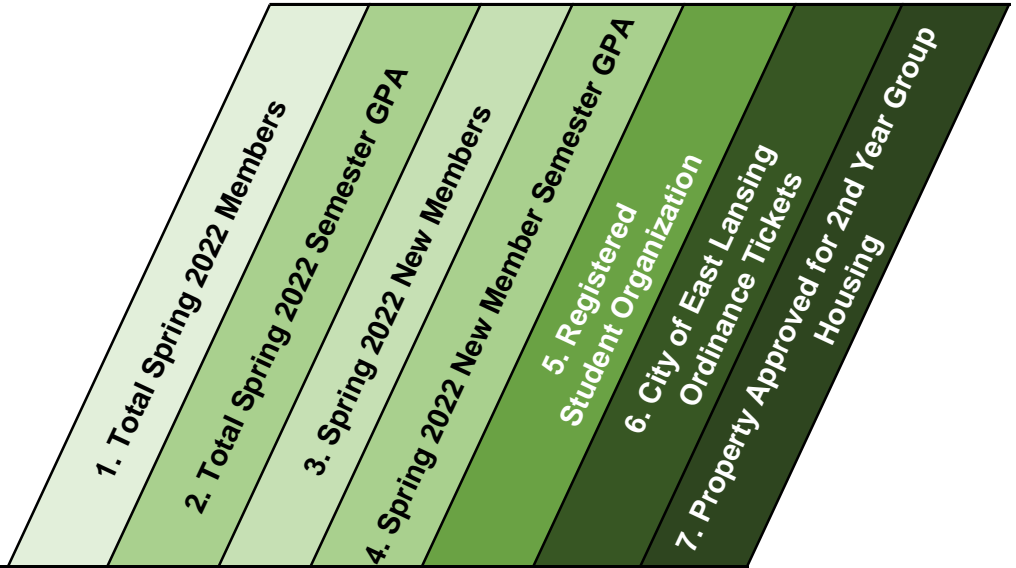 1. Total Spring 2022 Members
2. Total Spring 2022 Semester GPA
3. Spring 2022 New Members
4. Spring 2022 New Member Semester GPA
5. Registered
Student Organization
6. City of East Lansing
Ordinance Tickets
7. Property Approved for 2nd Year Group
Housing